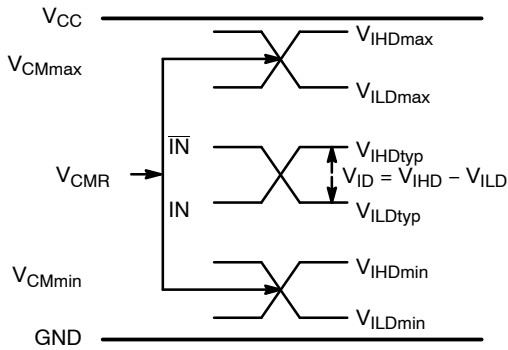 VCC
VIHDmax
VCMmax
VILDmax
IN
VIHDtyp
VCMR
VID = VIHD − VILD
IN
VILDtyp
VIHDmin
VCMmin
VILDmin
GND